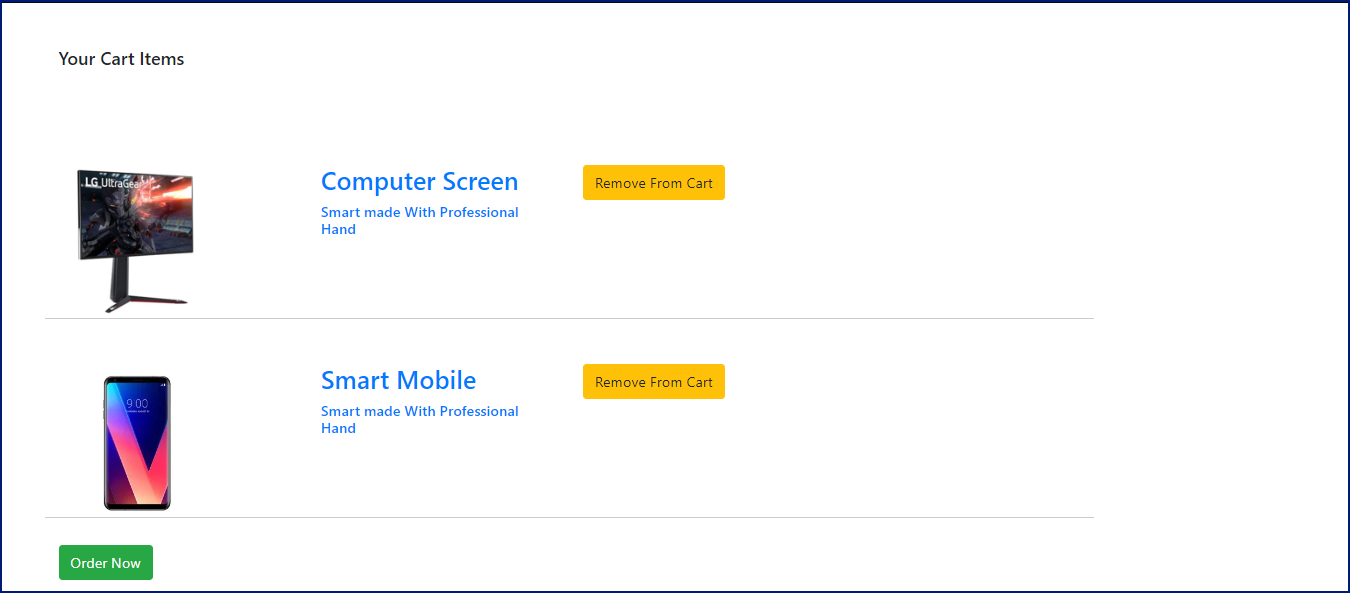 Your Cart Items
LG UltraGear
Computer Screen
Remove From Cart
Smart made With Professional
Hand
9:00
Smart Mobile
Remove From Cart
Smart made With Professional
Hand
Order Now